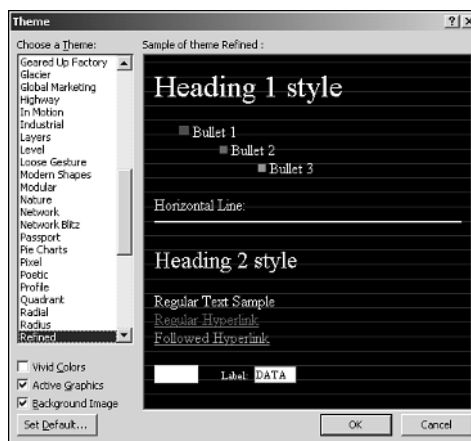 Theme
Choose a Theme:
Geared Up Factory
Glacier
Global Marketing
Highway
In Motion
Industrial
Layers
Level
Loose Gesture
Modern Shapes
Modular
Nature
Network
Network Blitz
Passport
Pie Charts
Pixel
Poetic
Profile
Quadrant
Radial
Radius
Refined
Vivid Colors
Active Graphics
Background Image
Set Default...
Sample of theme Refined :
Heading 1 style
Bullet 1
Bullet 2
Bullet 3
Horizontal Line:
Heading 2 style
Regular Text Sample
Regular Hyperlink
Followed Hyperlink
Label: DATA
OK Cancel